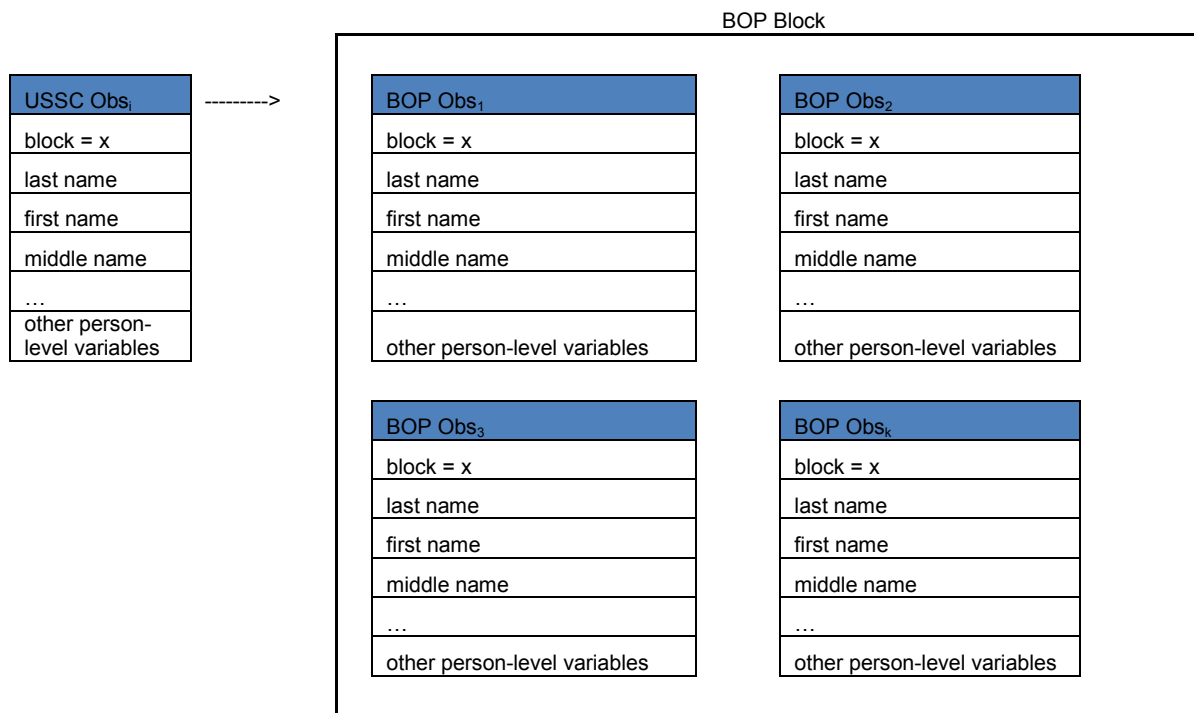 BOP Block
USSC Obsi
block = x
last name
first name
middle name
…
other person-
level variables
--------->
BOP Obs1
block = x
last name
first name
middle name
…
other person-level variables
BOP Obs2
block = x
last name
first name
middle name
…
other person-level variables
BOP Obs3
block = x
last name
first name
middle name
…
other person-level variables
BOP Obsk
block = x
last name
first name
middle name
…
other person-level variables